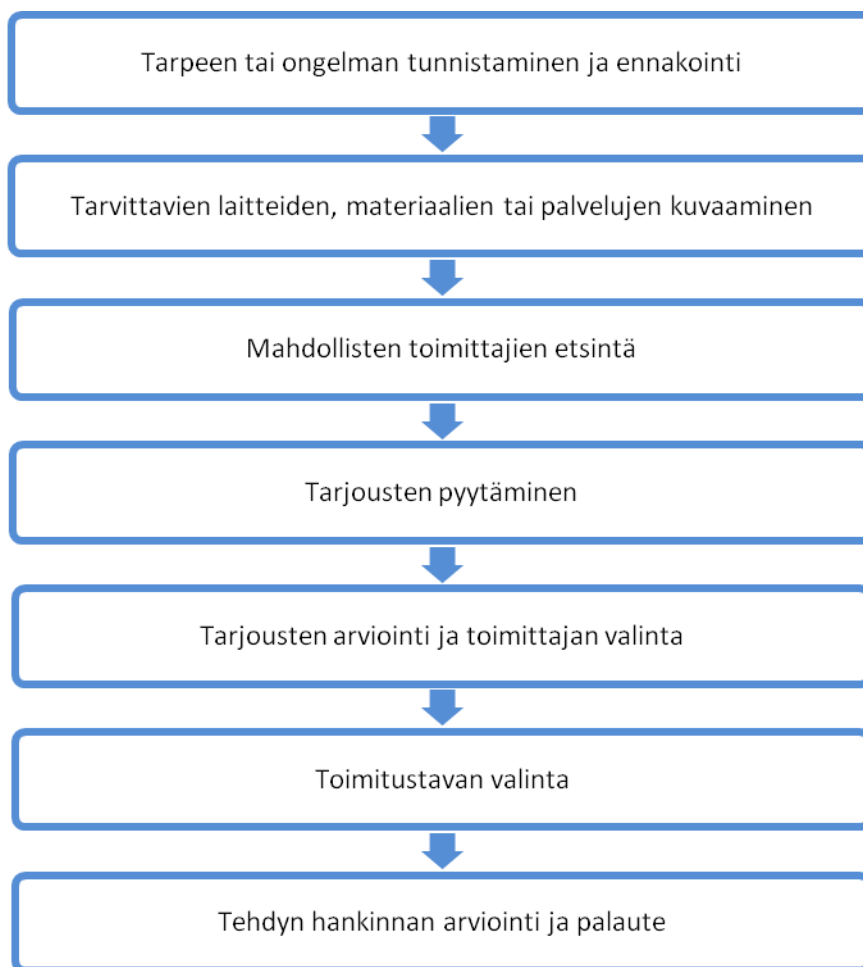 Tarpeen tai ongelman tunnistaminen ja ennakointi
Tarvittavien laitteiden, materiaalien tai palvelujen kuvaaminen
Mahdollisten toimittajien etsintä
Tarjousten pyytäminen
Tarjousten arviointi ja toimittajan valinta
Toimitustavan valinta
Tehdyn hankinnan arviointi ja palaute